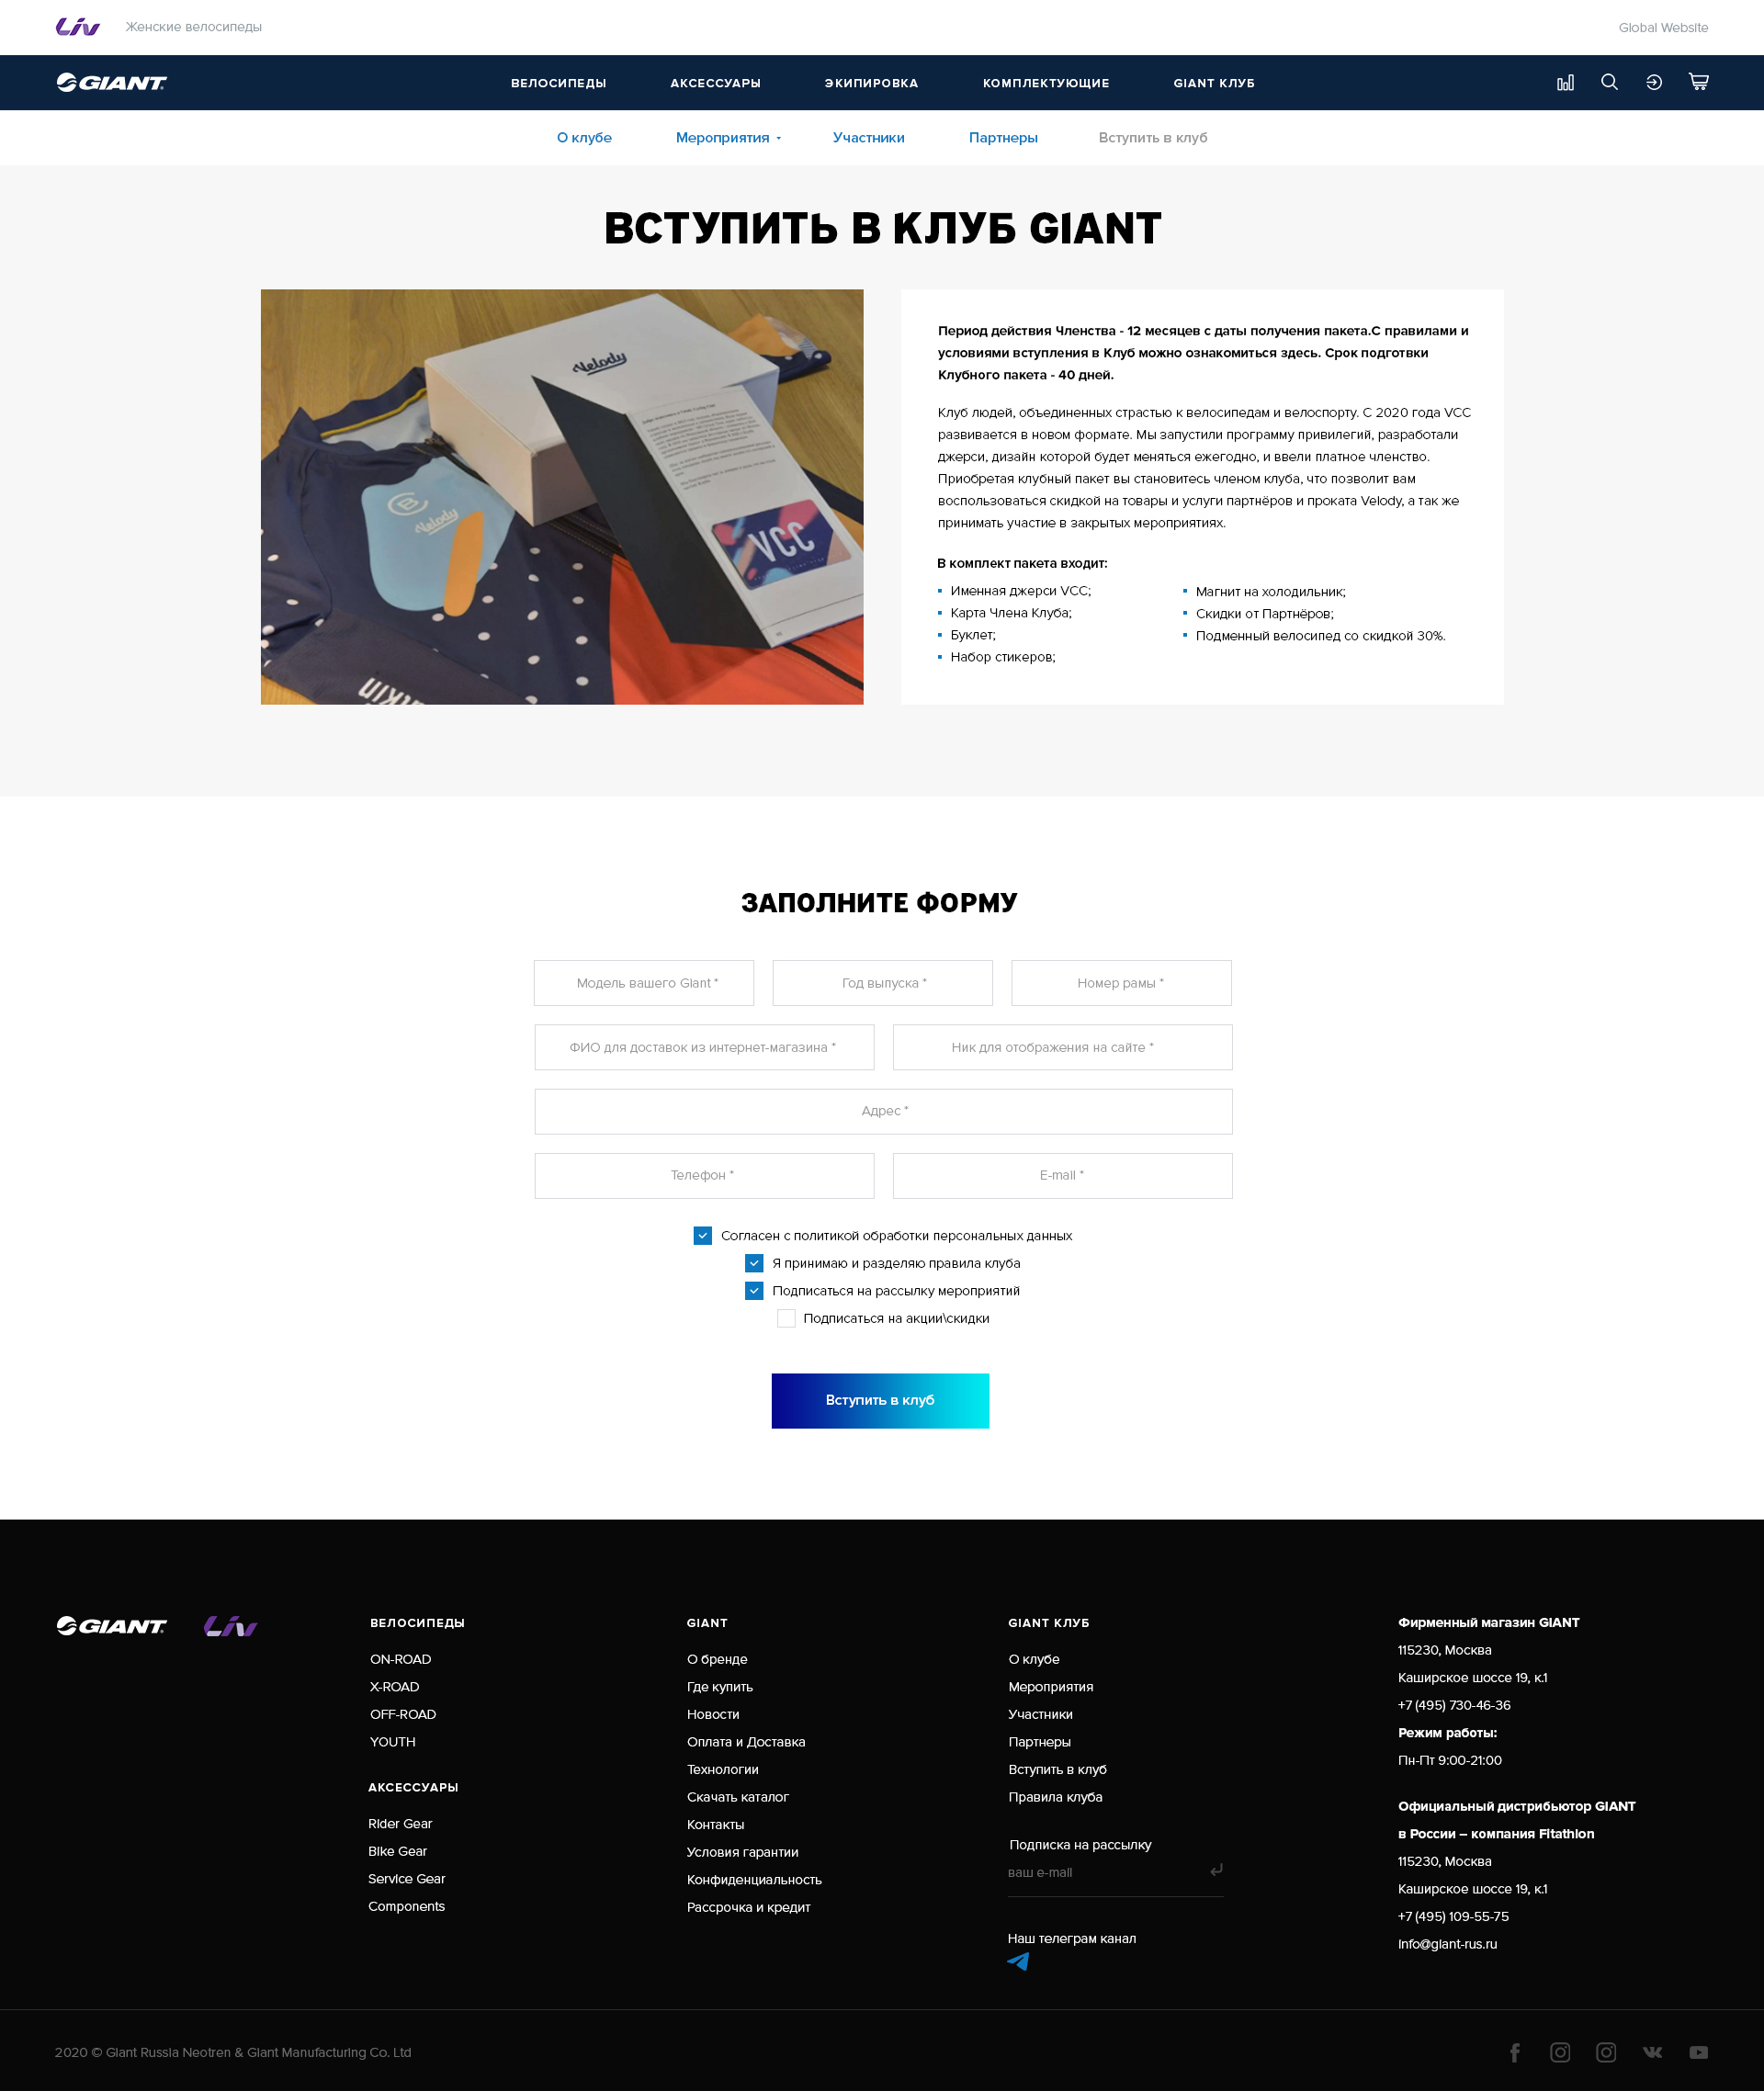 Liv
Женские велосипеды
Global Website
GIANT
ВЕЛОСИПЕДЫ
АКСЕССУАРЫ
ЭКИПИРОВКА
КОМПЛЕКТУЮЩИЕ
GIANT КЛУБ
О клубе
Мероприятия
Участники
Партнеры
Вступить в клуб
ВСТУПИТЬ В КЛУБ GIANT
Velody
Velody
VCC
Период действия Членства - 12 месяцев с даты получения пакета.С правилами и
условиями вступления в Клуб можно ознакомиться здесь. Срок подготвки
Клубного пакета - 40 дней.
Клуб людей, объединенных страстью к велосипедам и велоспорту. С 2020 года VCC
развивается в новом формате. Мы запустили программу привилегий, разработали
джерси, дизайн которой будет меняться ежегодно, и ввели платное членство.
Приобретая клубный пакет вы становитесь членом клуба, что позволит вам
воспользоваться скидкой на товары и услуги партнёров и проката Velody, а так же
принимать участие в закрытых мероприятиях.
В комплект пакета входит:
Именная джерси VCC;
Карта Члена Клуба;
Буклет;
Набор стикеров;
Магнит на холодильник;
Скидки от Партнёров;
Подменный велосипед со скидкой 30%.
ЗАПОЛНИТЕ ФОРМУ
Модель вашего Giant *
Год выпуска *
Номер рамы *
ФИО для доставок из интернет-магазина *
Ник для отображения на сайте *
Адрес *
Телефон *
E-mail *
Согласен с политикой обработки персональных данных
Я принимаю и разделяю правила клуба
Подписаться на рассылку мероприятий
Подписаться на акции\скидки
Вступить в клуб
GIANT
Liv
ВЕЛОСИПЕДЫ
ON-ROAD
X-ROAD
OFF-ROAD
YOUTH
АКСЕССУАРЫ
Rider Gear
Bike Gear
Service Gear
Components
GIANT
О бренде
Где купить
Новости
Оплата и Доставка
Технологии
Скачать каталог
Контакты
Условия гарантии
Конфиденциальность
Рассрочка и кредит
GIANT КЛУБ
О клубе
Мероприятия
Участники
Партнеры
Вступить в клуб
Правила клуба
Подписка на рассылку
ваш e-mail
Наш телеграм канал
Фирменный магазин GIANT
115230, Москва
Каширское шоссе 19, к.1
+7 (495) 730-46-36
Режим работы:
Пн-Пт 9:00-21:00
Официальный дистрибьютор GIANT
в России – компания Fitathlon
115230, Москва
Каширское шоссе 19, к.1
+7 (495) 109-55-75
info@giant-rus.ru
2020 © Giant Russia Neotren & Giant Manufacturing Co. Ltd